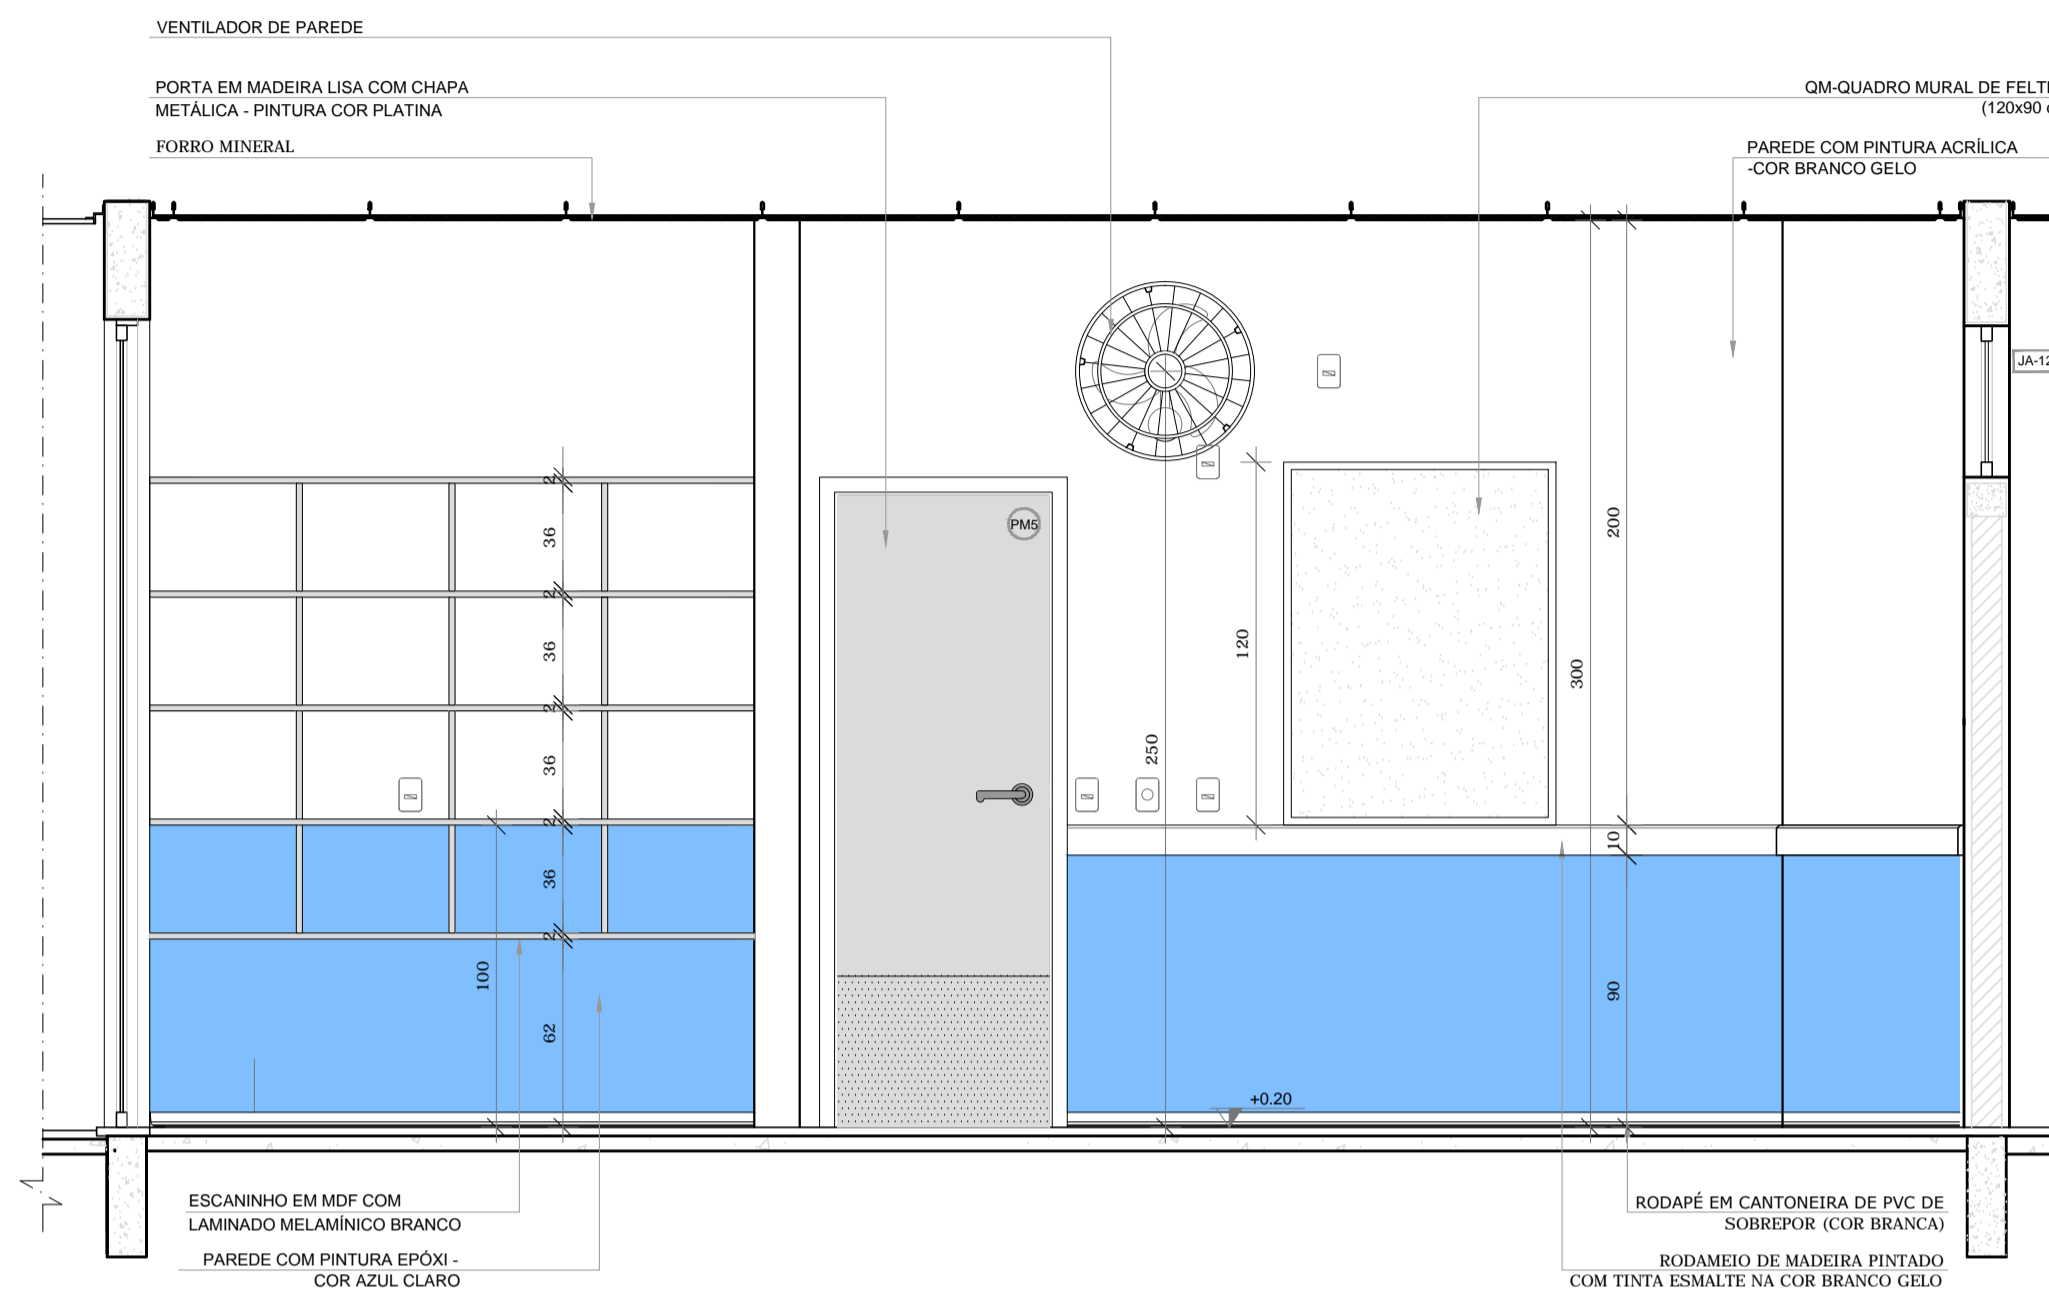 VENTILADOR DE PAREDE
PORTA EM MADEIRA LISA COM CHAPA
METÁLICA - PINTURA COR PLATINA
FORRO MINERAL
QM-QUADRO MURAL DE
(120x90
PAREDE COM PINTURA ACRÍLICA
-COR BRANCO GELO
JA-12
PM5
2
36
2
36
2
36
2
36
2
62
100
250
120
200
300
10
90
+0.20
ESCANINHO EM MDF COM
LAMINADO MELAMÍNICO BRANCO
PAREDE COM PINTURA EPÓXI -
COR AZUL CLARO
RODAPÉ EM CANTONEIRA DE PVC DE
SOBREPOR (COR BRANCA)
RODAMEIO DE MADEIRA PINTADO
COM TINTA ESMALTE NA COR BRANCO GELO